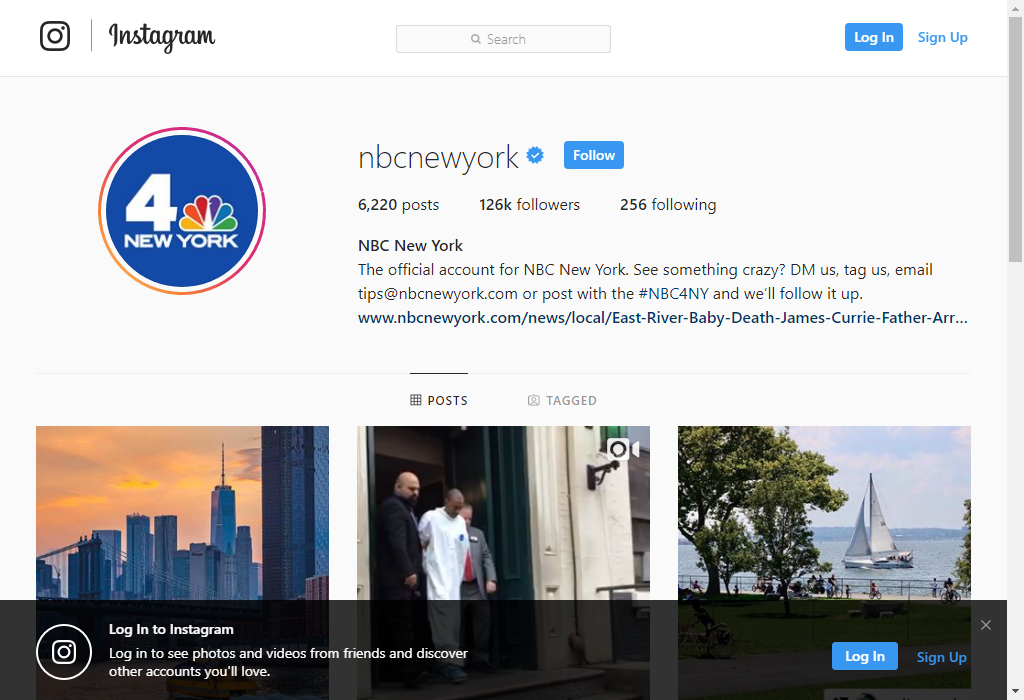 Instagram
Search
Log In
Sign Up
4
NEW YORK
nbcnewyork
Follow
6,220 posts
126k followers
256 following
NBC New York
The official account for NBC New York. See something crazy? DM us, tag us, email
tips@nbcnewyork.com or post with the #NBC4NY and we'll follow it up.
www.nbcnewyork.com/news/local/East-River-Baby-Death-James-Currie-Father-Arr...
POSTS
TAGGED
Log In to Instagram
Log in to see photos and videos from friends and discover
other accounts you'll love.
Log In
Sign Up